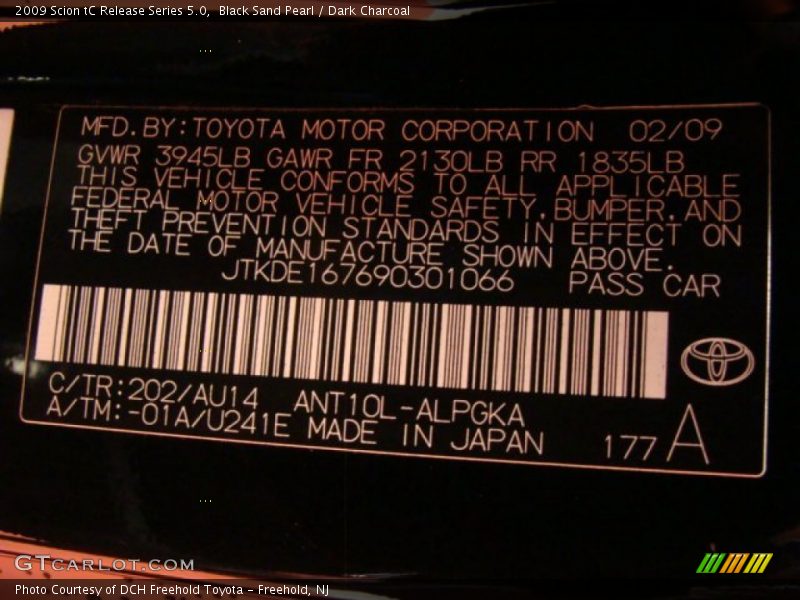 2009 Scion tC Release Series 5.0, Black Sand Pearl / Dark Charcoal
MFD.BY:TOYOTA MOTOR CORPORATION 02/09
GVWR 3945LB GAWR FR 2130LB RR 1835LB
THIS VEHICLE CONFORMS TO ALL APPLICABLE
FEDERAL MOTOR VEHICLE SAFETY,BUMPER,AND
THEFT PREVENTION STANDARDS IN EFFECT ON
THE DATE OF MANUFACTURE SHOWN ABOVE.
JTKDE167690301066 PASS CAR
C/TR:202/AU14 ANT10L-ALPGKA
A/TM:-01A/U241E MADE IN JAPAN 177 A
GTCARLOT.COM
Photo Courtesy of DCH Freehold Toyota - Freehold, NJ